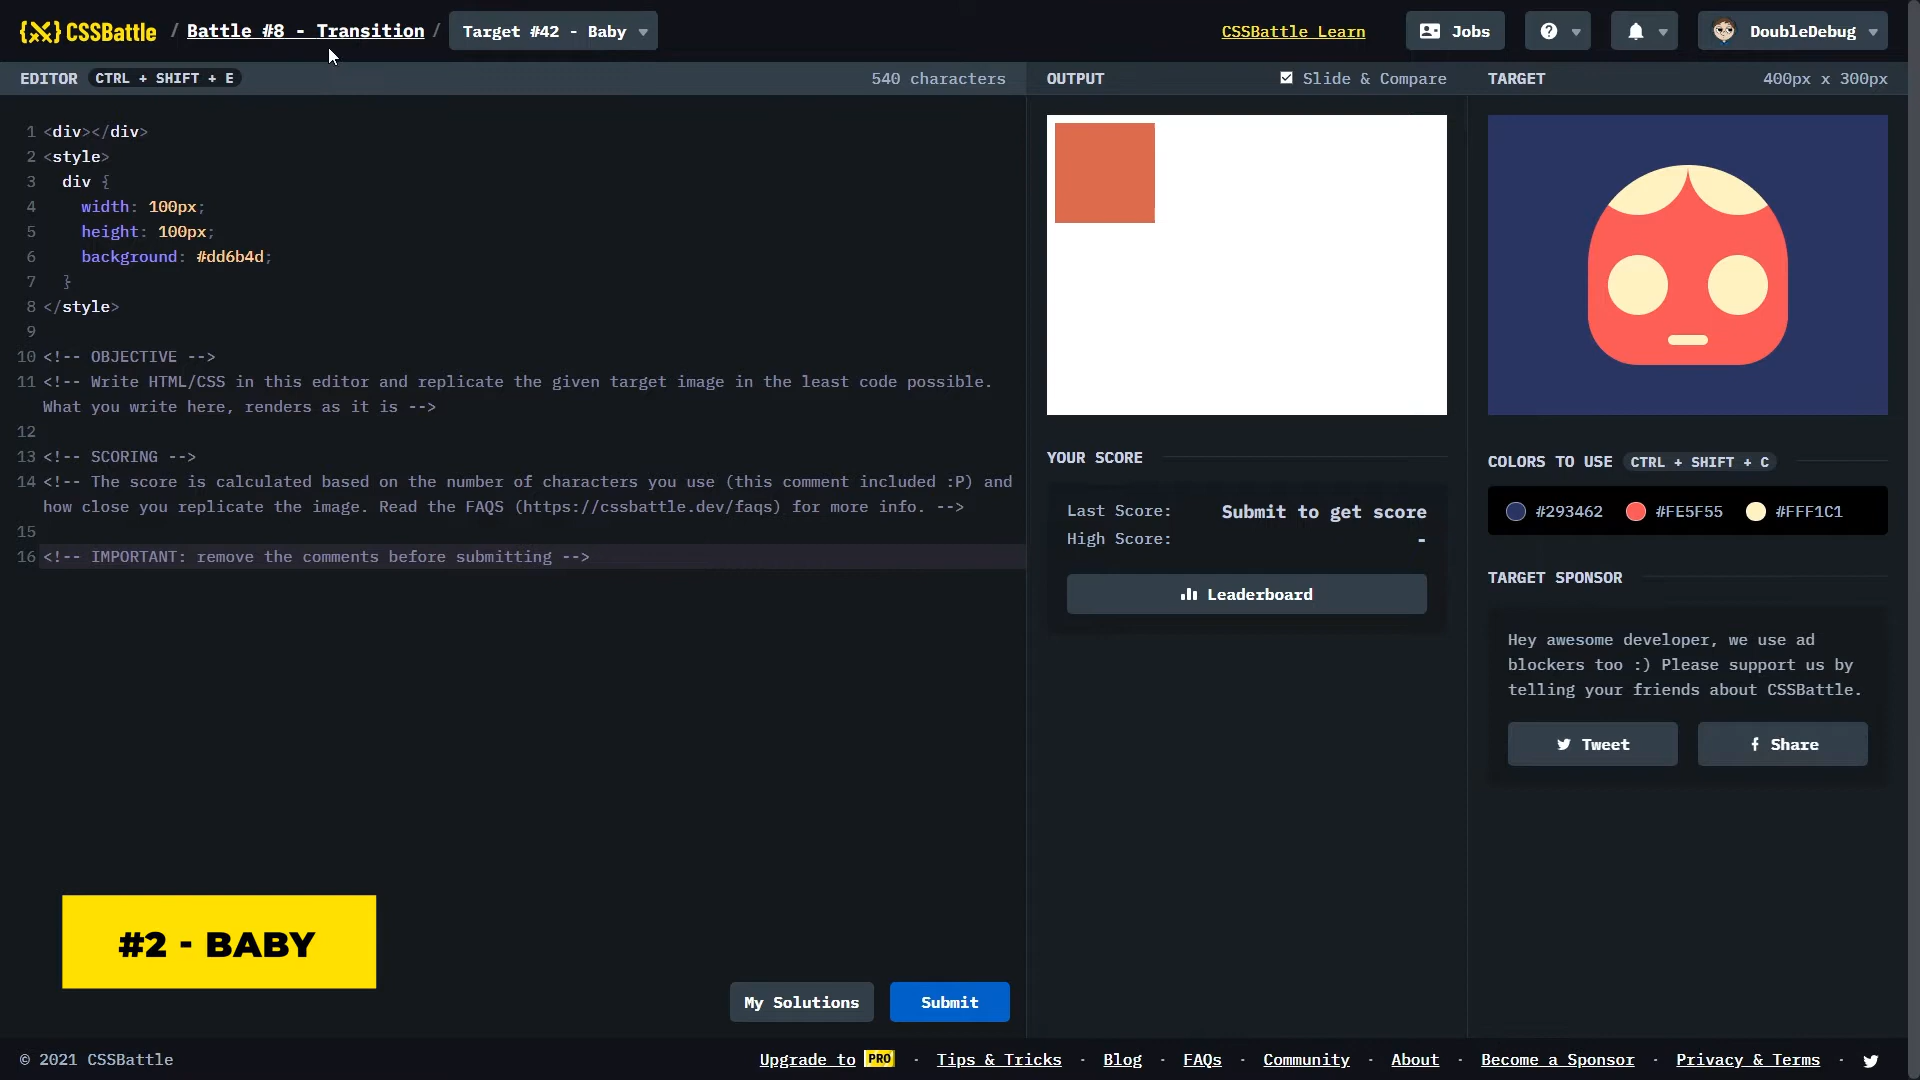 {X} CSSBattle / Battle #8 - Transition / Target #42 - Baby
CSSBattle Learn
Jobs
DoubleDebug
EDITOR CTRL + SHIFT + E
540 characters
OUTPUT
Slide & Compare
TARGET
400px x 300px
1 <div></div>
2 <style>
3 div {
4 width: 100px;
5 height: 100px;
6 background: #dd6b4d;
7 }
8 </style>
9
10 <!-- OBJECTIVE -->
11 <!-- Write HTML/CSS in this editor and replicate the given target image in the least code possible.
What you write here, renders as it is -->
12
13 <!-- SCORING -->
14 <!-- The score is calculated based on the number of characters you use (this comment included :P) and
how close you replicate the image. Read the FAQS (https://cssbattle.dev/faqs) for more info. -->
15
16 <!-- IMPORTANT: remove the comments before submitting -->
#2 - BABY
My Solutions
Submit
YOUR SCORE
Last Score: Submit to get score
High Score: -
Leaderboard
COLORS TO USE CTRL + SHIFT + C
#293462 #FE5F55 #FFF1C1
TARGET SPONSOR
Hey awesome developer, we use ad
blockers too :) Please support us by
telling your friends about CSSBattle.
Tweet
Share
© 2021 CSSBattle
Upgrade to PRO · Tips & Tricks · Blog · FAQs · Community · About · Become a Sponsor · Privacy & Terms ·